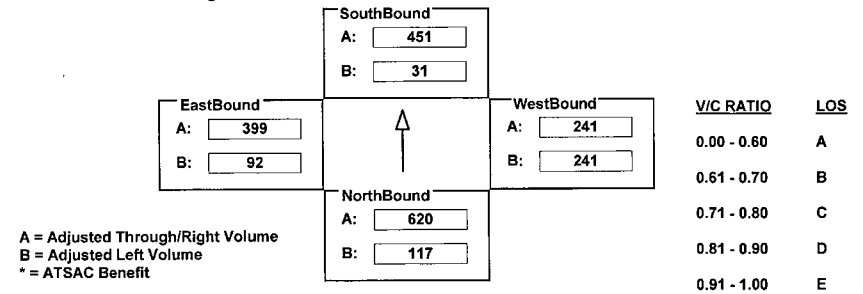 SouthBound
A: 451
B: 31
EastBound
A: 399
B: 92
WestBound
A: 241
B: 241
NorthBound
A: 620
B: 117
A = Adjusted Through/Right Volume
B = Adjusted Left Volume
* = ATSAC Benefit
V/C RATIO LOS
0.00 - 0.60 A
0.61 - 0.70 B
0.71 - 0.80 C
0.81 - 0.90 D
0.91 - 1.00 E